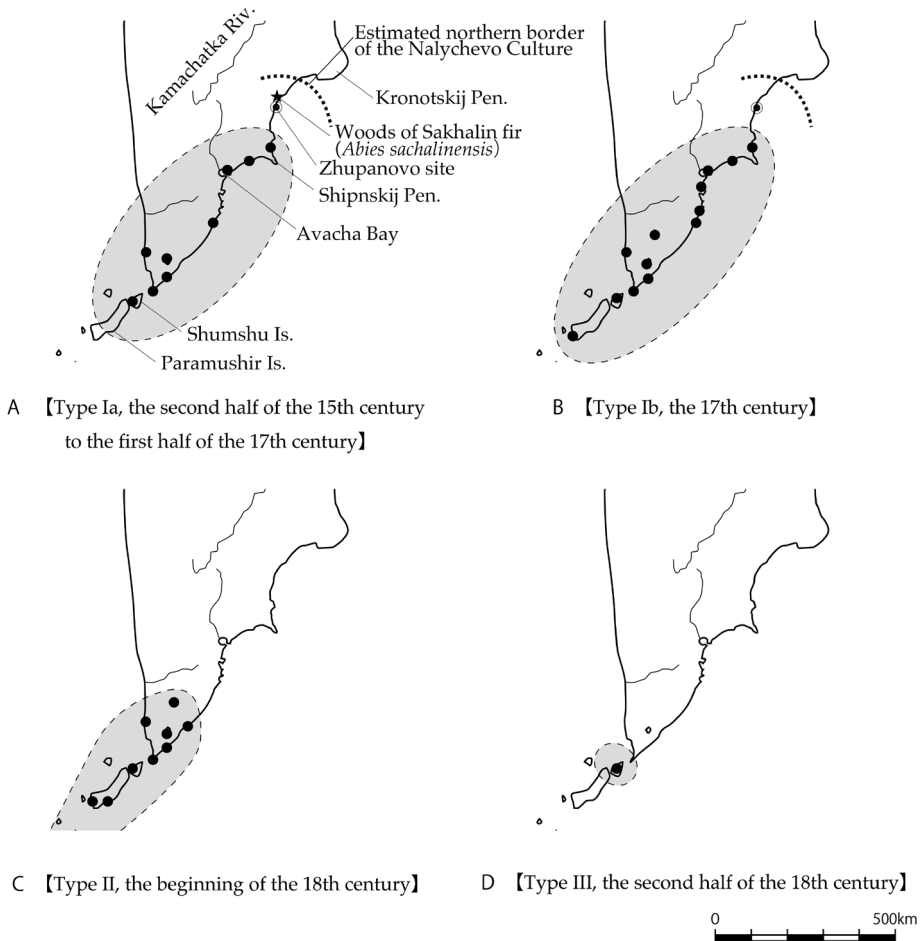 Kamachatka Riv.
Estimated northern border
of the Nalychevo Culture
Kronotskij Pen.
Woods of Sakhalin fir
(Abies sachalinensis)
Zhupanovo site
Shipnskij Pen.
Avacha Bay
Shumshu Is.
Paramushir Is.
A 【Type Ia, the second half of the 15th century
to the first half of the 17th century】
B 【Type Ib, the 17th century】
C 【Type II, the beginning of the 18th century】
D 【Type III, the second half of the 18th century】
0 500km